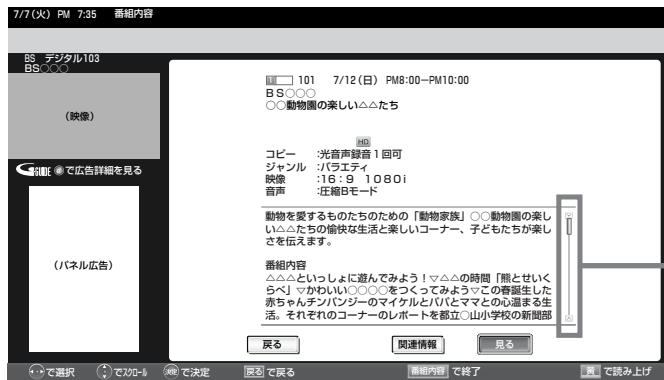 7/7(火) PM 7:35 番組内容
BS デジタル103
BS○○○
(映像)
GガイドGUIDE で広告詳細を見る
(パネル広告)
101 7/12(日) PM8:00−PM10:00
BS○○○
○○動物園の楽しい△△たち
HD
コピー :光音声録音1回可
ジャンル :バラエティ
映像 :16:9 1080i
音声 :圧縮Bモード
動物を愛するものたちのための「動物家族」○○動物園の楽し
い△△たちの愉快な生活と楽しいコーナー、子どもたちが楽し
さを伝えます。
番組内容
△△△といっしょに遊んでみよう!▽△△の時間「熊とせいく
らべ」▽かわいい○○○○をつくってみよう▽この春誕生した
赤ちゃんチンパンジーのマイケルとパパとママとの心温まる生
活。それぞれのコーナーのレポートを都立○山小学校の新聞部
戻る 関連情報 見る
で選択 でスクロール 決定 で決定 戻る で戻る 番組内容 で終了 黄 で読み上げ